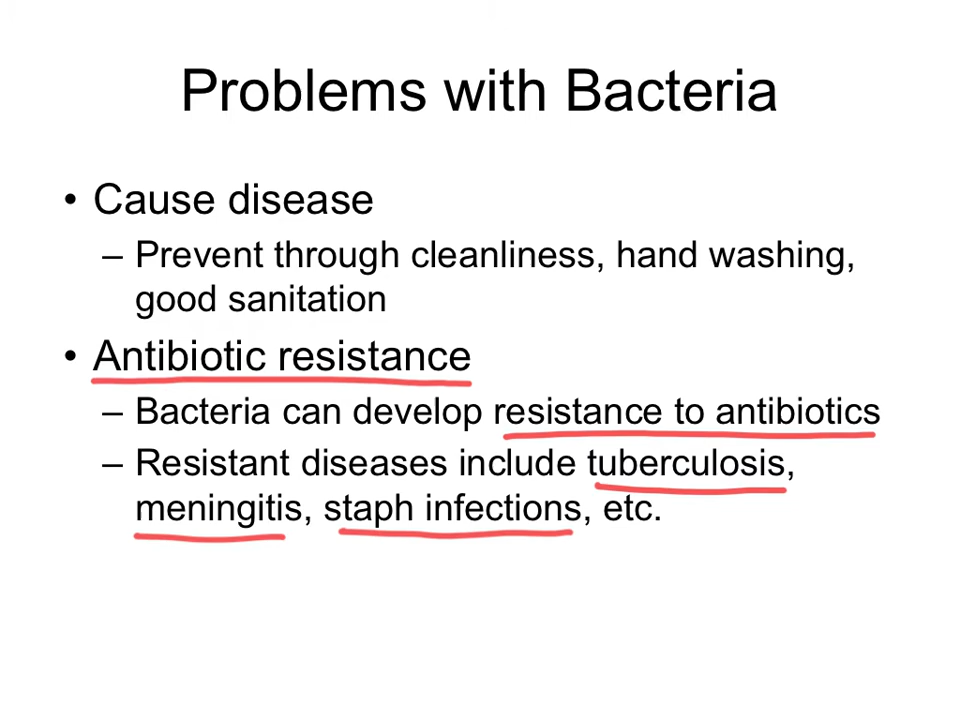 Problems with Bacteria
• Cause disease
– Prevent through cleanliness, hand washing,
good sanitation
• Antibiotic resistance
– Bacteria can develop resistance to antibiotics
– Resistant diseases include tuberculosis,
meningitis, staph infections, etc.